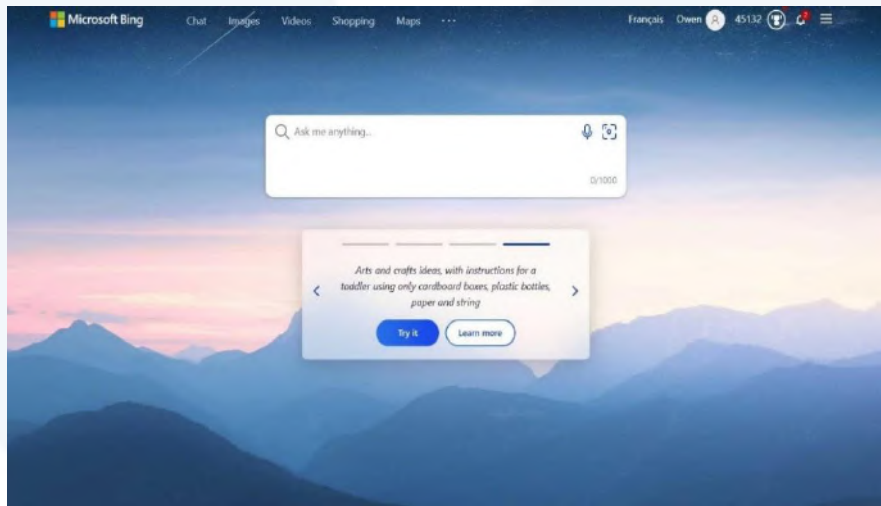 Microsoft Bing Chat Images Videos Shopping Maps ... Français Owen 45132
Ask me anything...
0/1000
Arts and crafts ideas, with instructions for a
toddler using only cardboard boxes, plastic bottles,
paper and string
Try it Learn more